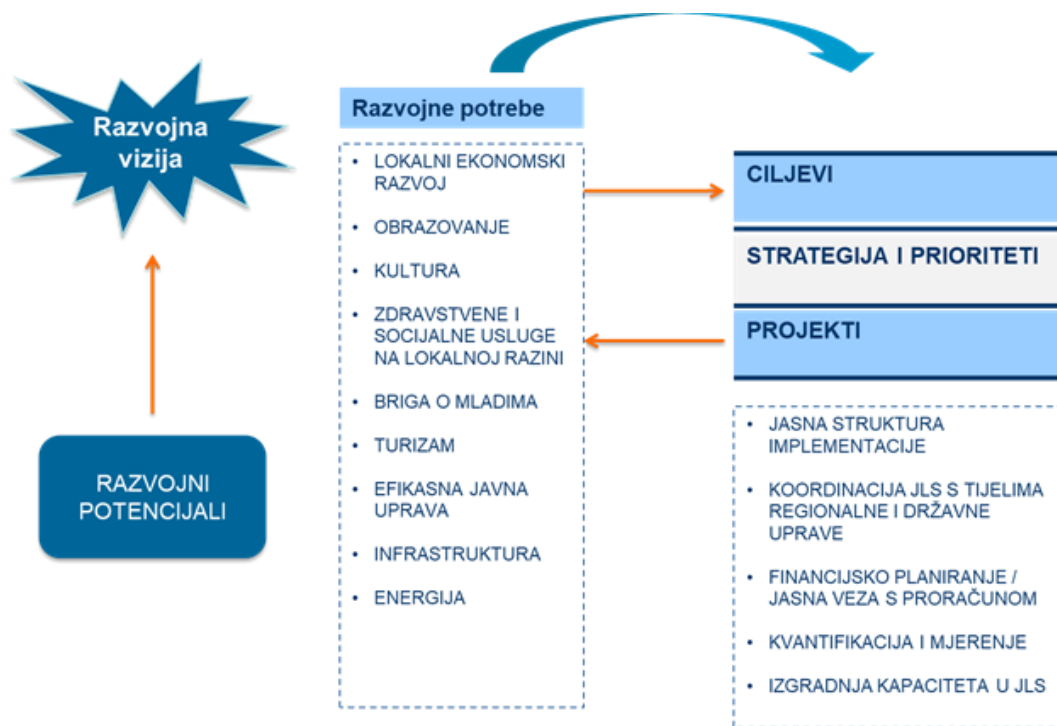 Razvojna
vizija
RAZVOJNI
POTENCIJALI
Razvojne potrebe
• LOKALNI EKONOMSKI
RAZVOJ
• OBRAZOVANJE
• KULTURA
• ZDRAVSTVENE I
SOCIJALNE USLUGE
NA LOKALNOJ RAZINI
• BRIGA O MLADIMA
• TURIZAM
• EFIKASNA JAVNA
UPRAVA
• INFRASTRUKTURA
• ENERGIJA
CILJEVI
STRATEGIJA I PRIORITETI
PROJEKTI
• JASNA STRUKTURA
IMPLEMENTACIJE
• KOORDINACIJA JLS S TIJELIMA
REGIONALNE I DRŽAVNE
UPRAVE
• FINANCIJSKO PLANIRANJE /
JASNA VEZA S PRORAČUNOM
• KVANTIFIKACIJA I MJERENJE
• IZGRADNJA KAPACITETA U JLS